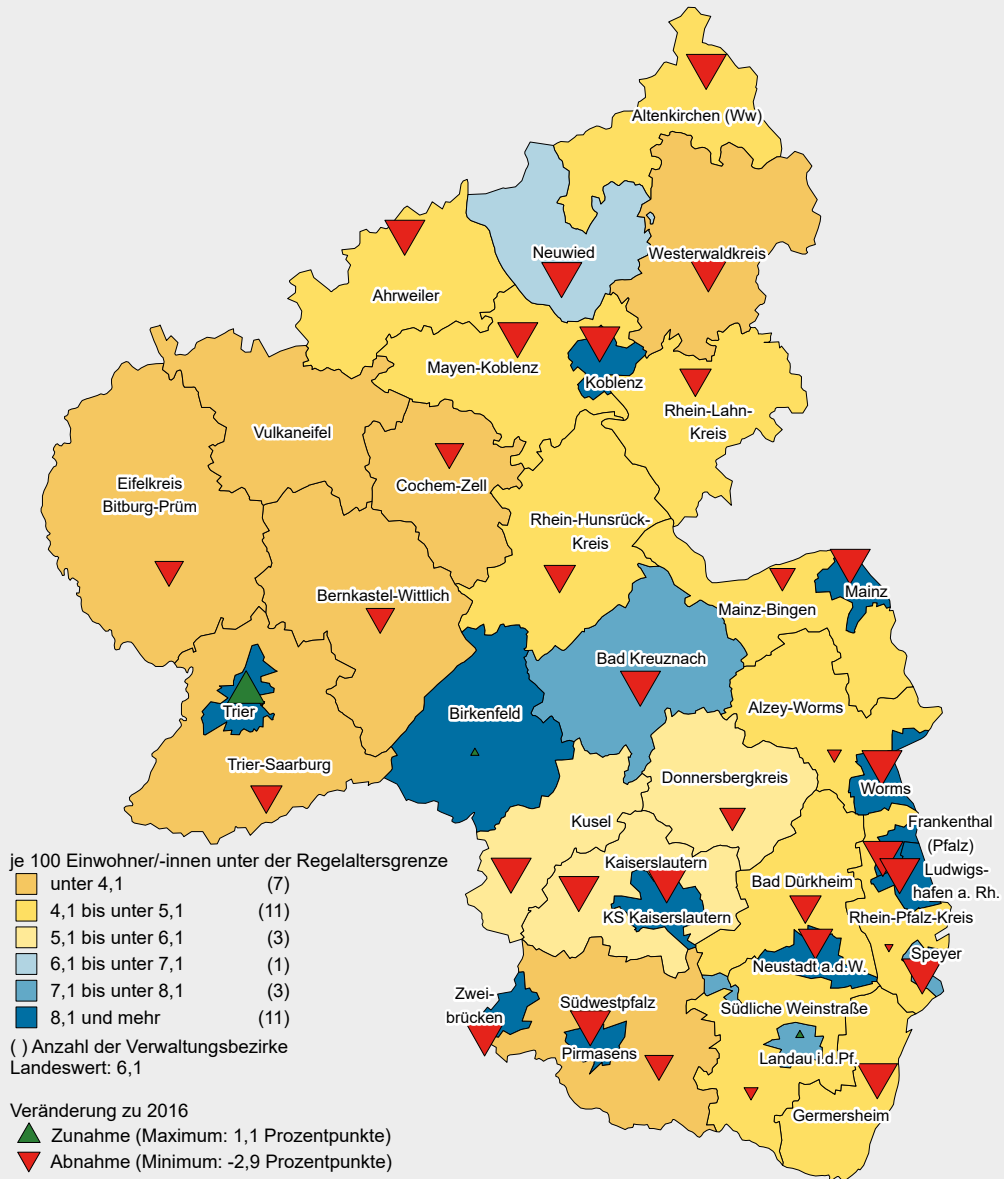 Altenkirchen (Ww)
Neuwied
Westerwaldkreis
Ahrweiler
Mayen-Koblenz
Koblenz
Rhein-Lahn-
Kreis
Vulkaneifel
Cochem-Zell
Eifelkreis
Bitburg-Prüm
Rhein-Hunsrück-
Kreis
Bernkastel-Wittlich
Mainz-Bingen
Mainz
Bad Kreuznach
Alzey-Worms
Birkenfeld
Trier
Trier-Saarburg
Donnersbergkreis
Worms
Kusel
Frankenthal
(Pfalz)
Kaiserslautern
Bad Dürkheim
Ludwigs-
hafen a. Rh.
KS Kaiserslautern
Rhein-Pfalz-Kreis
Speyer
Neustadt a.d.W.
Zwei-
brücken
Südwestpfalz
Südliche Weinstraße
Pirmasens
Landau i.d.Pf.
Germersheim
je 100 Einwohner/-innen unter der Regelaltersgrenze
unter 4,1 (7)
4,1 bis unter 5,1 (11)
5,1 bis unter 6,1 (3)
6,1 bis unter 7,1 (1)
7,1 bis unter 8,1 (3)
8,1 und mehr (11)
( ) Anzahl der Verwaltungsbezirke
Landeswert: 6,1
Veränderung zu 2016
Zunahme (Maximum: 1,1 Prozentpunkte)
Abnahme (Minimum: -2,9 Prozentpunkte)